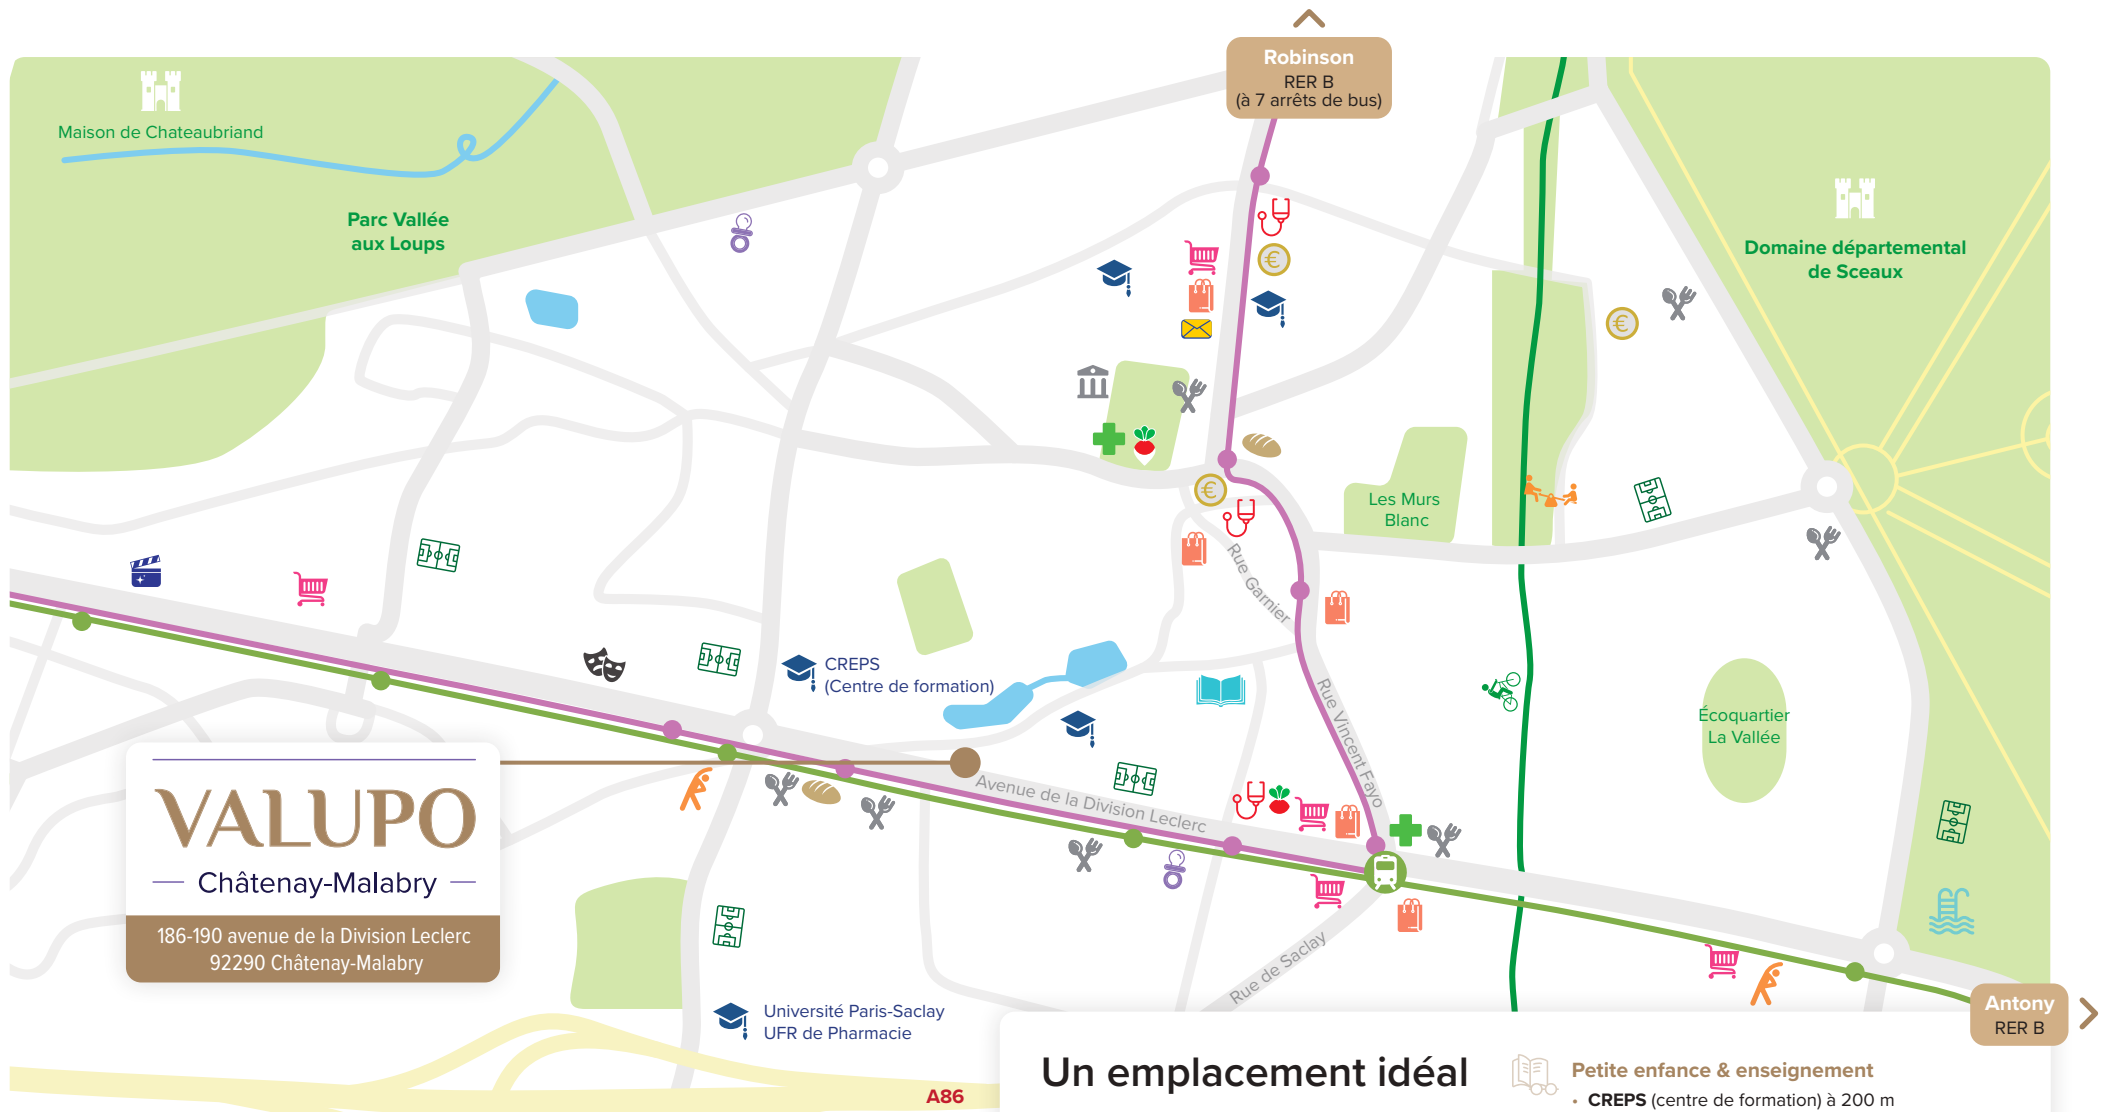 Robinson
RER B
(à 7 arrêts de bus)
Maison de Chateaubriand
Parc Vallée
aux Loups
Domaine départemental
de Sceaux
Les Murs
Blanc
Rue Garnier
CREPS
(Centre de formation)
Rue Vincent Fayo
Écoquartier
La Vallée
Avenue de la Division Leclerc
VALUPO
Châtenay-Malabry
186-190 avenue de la Division Leclerc
92290 Châtenay-Malabry
Rue de Saclay
Université Paris-Saclay
UFR de Pharmacie
Antony
RER B
A86
Un emplacement idéal
Petite enfance & enseignement
• CREPS (centre de formation) à 200 m